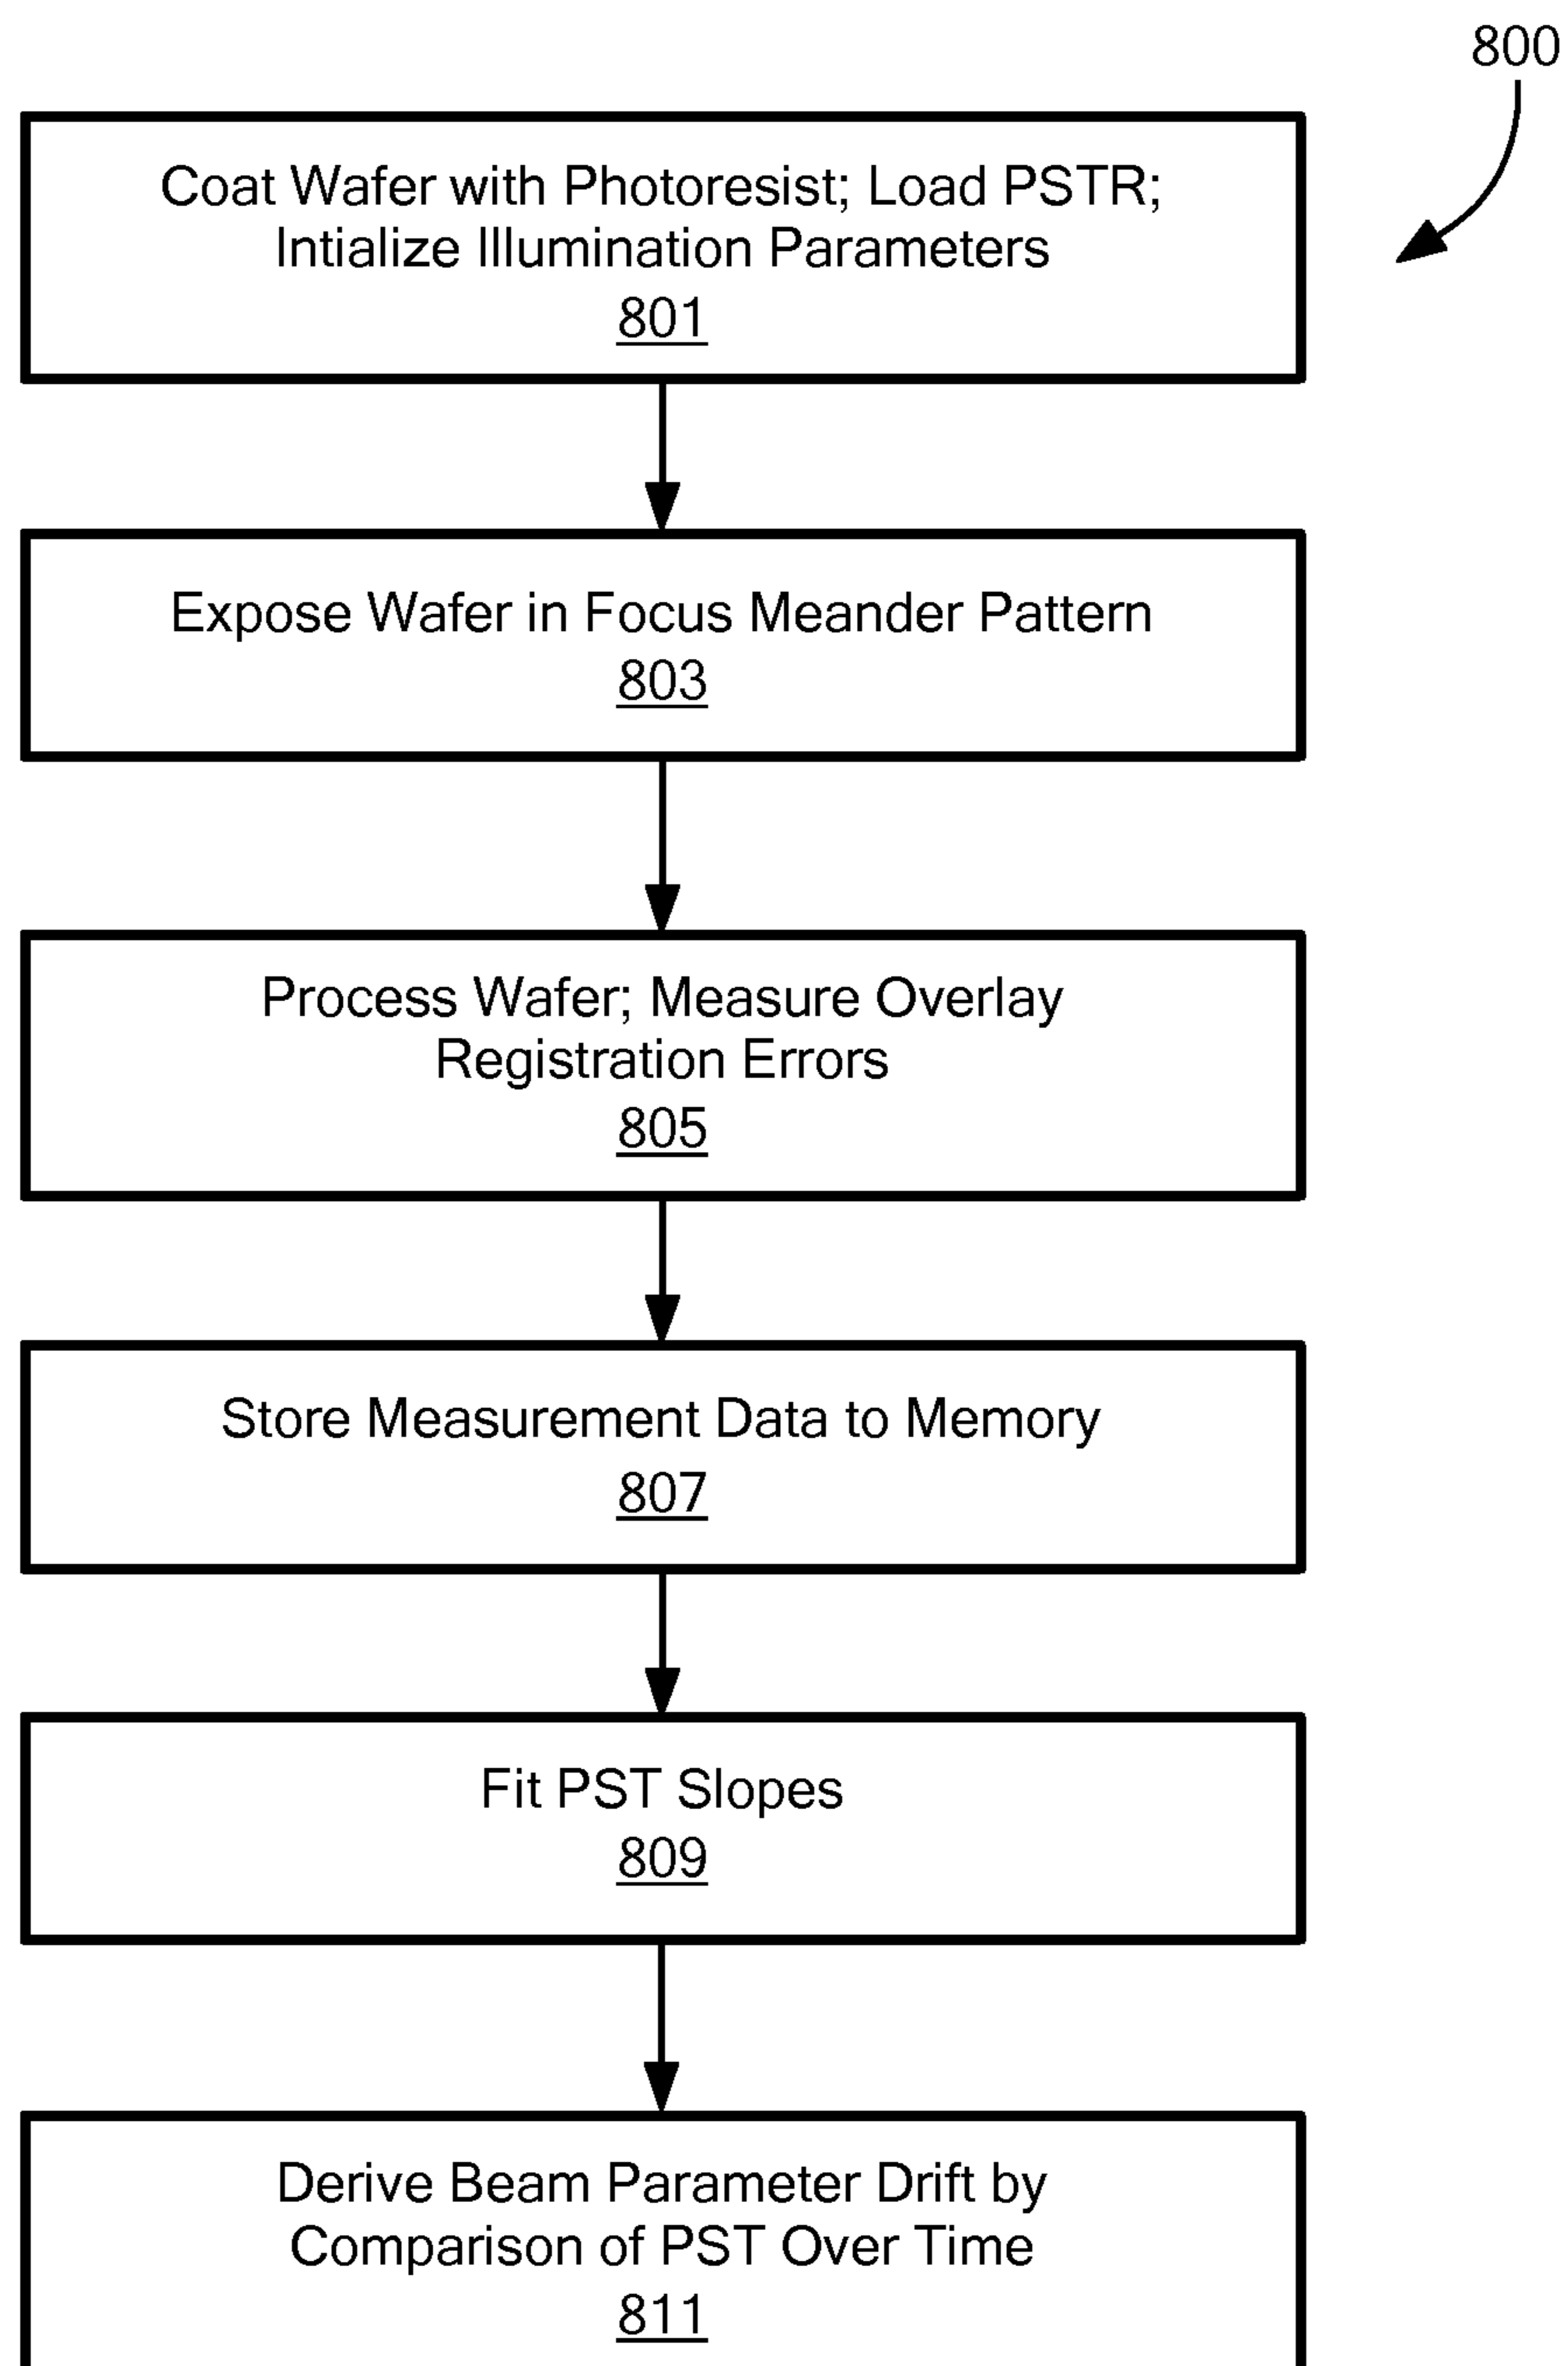 800
Coat Wafer with Photoresist; Load PSTR;
Intialize Illumination Parameters
801
Expose Wafer in Focus Meander Pattern
803
Process Wafer; Measure Overlay
Registration Errors
805
Store Measurement Data to Memory
807
Fit PST Slopes
809
Derive Beam Parameter Drift by
Comparison of PST Over Time
811